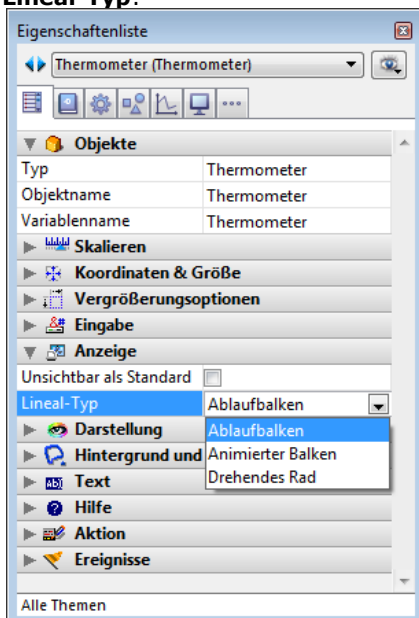 Lineal-Typ:
Eigenschaftenliste
Thermometer (Thermometer)
Objekte
Typ Thermometer
Objektname Thermometer
Variablenname Thermometer
Skalieren
Koordinaten & Größe
Vergrößerungsoptionen
Eingabe
Anzeige
Unsichtbar als Standard
Lineal-Typ Ablaufbalken
Darstellung
Ablaufbalken
Hintergrund und
Animierter Balken
Drehendes Rad
Text
Hilfe
Aktion
Ereignisse
Alle Themen